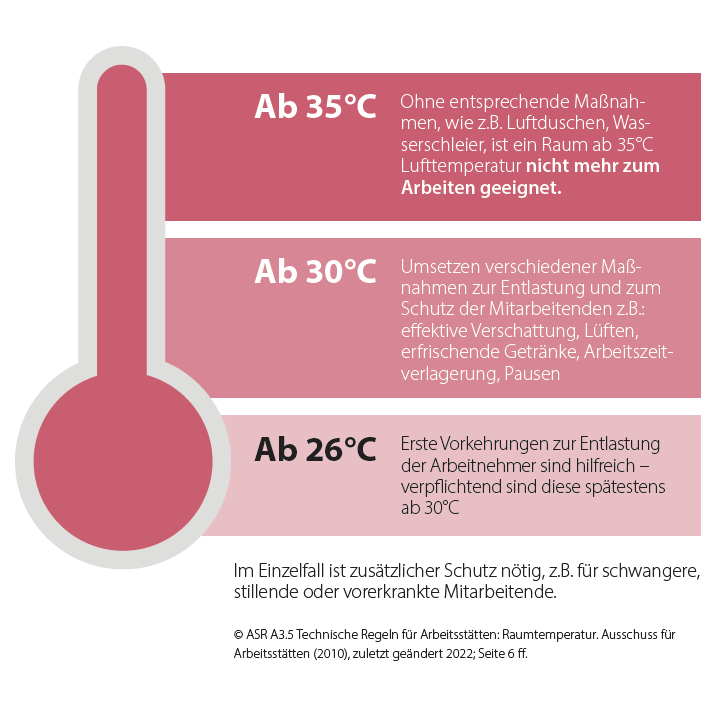 Ab 35°C
Ohne entsprechende Maßnah-
men, wie z.B. Luftduschen, Was-
serschleier, ist ein Raum ab 35°C
Lufttemperatur nicht mehr zum
Arbeiten geeignet.
Ab 30°C
Umsetzen verschiedener Maß-
nahmen zur Entlastung und zum
Schutz der Mitarbeitenden z.B.:
effektive Verschattung, Lüften,
erfrischende Getränke, Arbeitszeit-
verlagerung, Pausen
Ab 26°C
Erste Vorkehrungen zur Entlastung
der Arbeitnehmer sind hilfreich –
verpflichtend sind diese spätestens
ab 30°C
Im Einzelfall ist zusätzlicher Schutz nötig, z.B. für schwangere,
stillende oder vorerkrankte Mitarbeitende.
© ASR A3.5 Technische Regeln für Arbeitsstätten: Raumtemperatur. Ausschuss für
Arbeitsstätten (2010), zuletzt geändert 2022; Seite 6 ff.